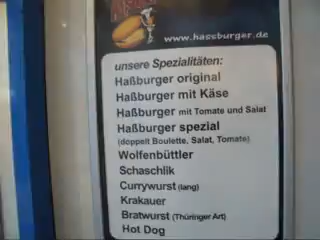 www.hassburger.de
unsere Spezialitäten:
Haßburger original
Haßburger mit Käse
Haßburger mit Tomate und Salat
Haßburger spezial
(doppelt Boulette, Salat, Tomate)
Wolfenbüttler
Schaschlik
Currywurst (lang)
Krakauer
Bratwurst (Thüringer Art)
Hot Dog